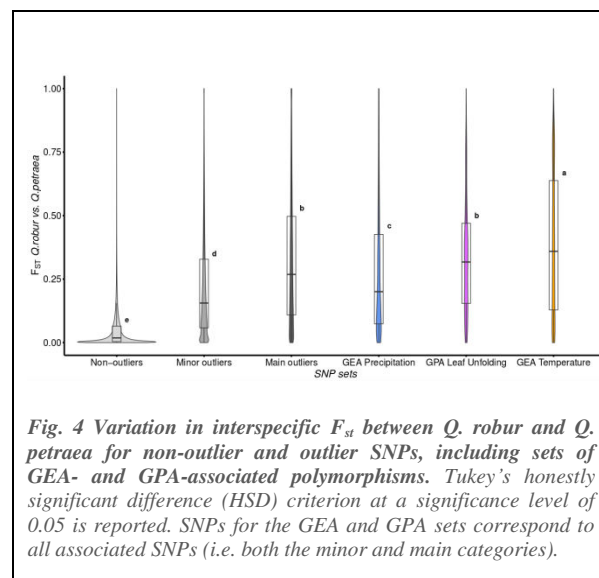 1.00
0.75
0.50
0.25
0.00
F_ST Q.robur vs. Q.petraea
e
d
b
c
b
a
Non-outliers Minor outliers Main outliers GEA Precipitation GPA Leaf Unfolding GEA Temperature
SNP sets
Fig. 4 Variation in interspecific F_st between Q. robur and Q.
petraea for non-outlier and outlier SNPs, including sets of
GEA- and GPA-associated polymorphisms. Tukey’s honestly
significant difference (HSD) criterion at a significance level of
0.05 is reported. SNPs for the GEA and GPA sets correspond to
all associated SNPs (i.e. both the minor and main categories).